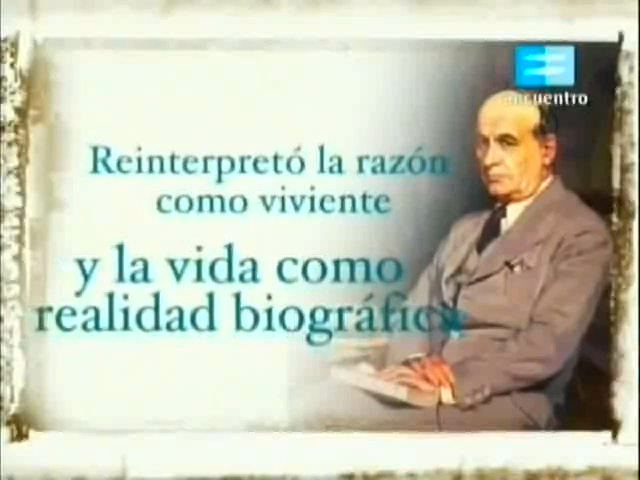 encuentro
Reinterpretó la razón
como viviente
y la vida como
realidad biográfica